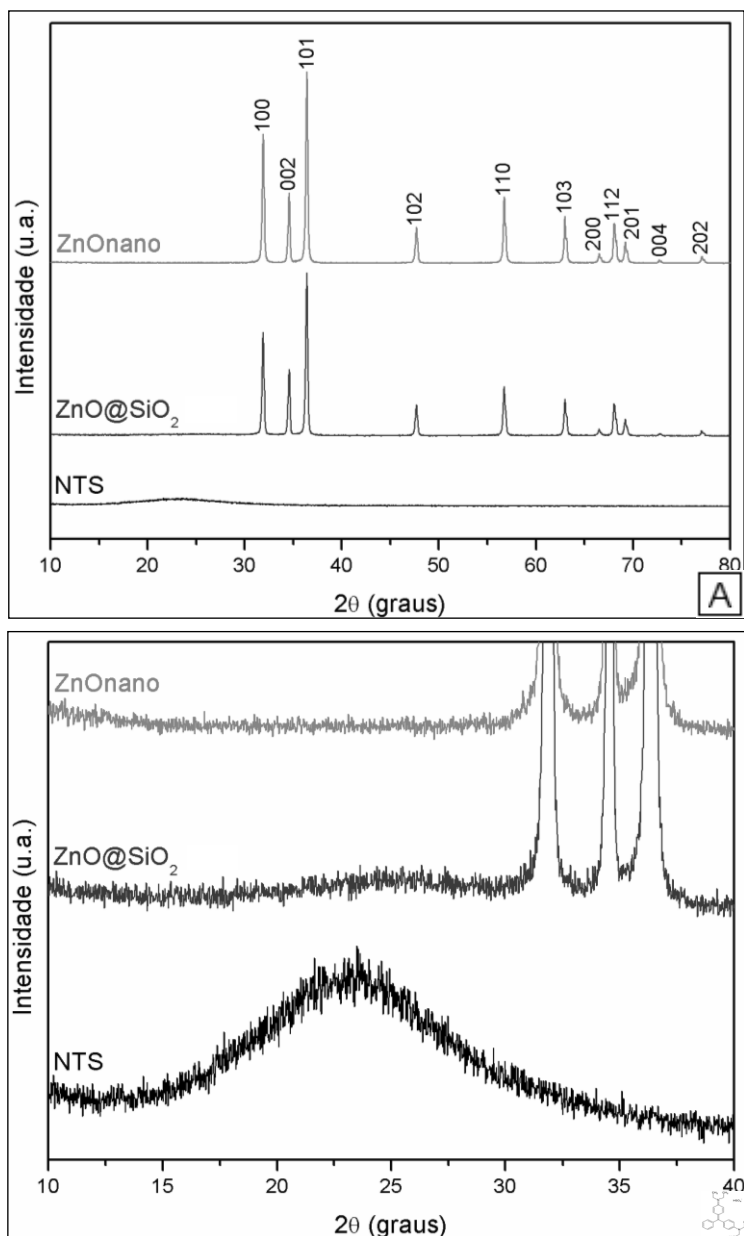 101
100
002
110
102
103
112
201
200
004
202
ZnOnano
ZnO@SiO₂
NTS
Intensidade (u.a.)
10 20 30 40 50 60 70 80
2θ (graus)
A
ZnOnano
ZnO@SiO₂
NTS
Intensidade (u.a.)
10 15 20 25 30 35 40
2θ (graus)